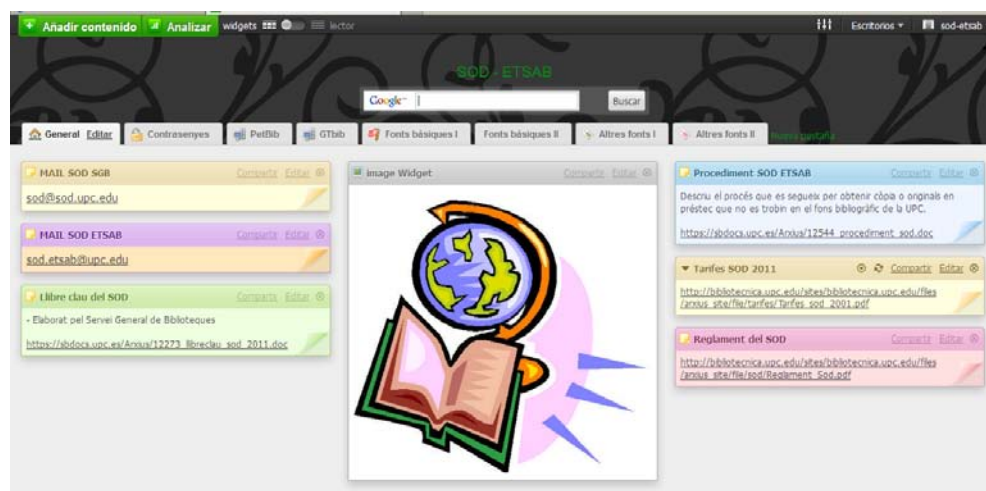 Añadir contenido Analizar widgets lector Escritorios sod-etsab
SOD - ETSAB
Google Buscar
General Editar Contrasenyes PetBib GTbib Fonts bàsiques I Fonts bàsiques II Altres fonts I Altres fonts II Nueva pestaña
MAIL SOD SGB Compartir Editar
sod@sod.upc.edu
MAIL SOD ETSAB Compartir Editar
sod.etsab@upc.edu
Llibre clau del SOD Compartir Editar
- Elaborat pel Servei General de Biblioteques
https://sbdocs.upc.es/Arxius/12273_llibreclau_sod_2011.doc
image Widget Compartir Editar
Procediment SOD ETSAB Compartir Editar
Descriu el procés que es segueix per obtenir còpia o originals en
préstec que no es trobin en el fons bibliogràfic de la UPC.
https://sbdocs.upc.es/Arxius/12544_procediment_sod.doc
Tarifes SOD 2011 Compartir Editar
http://bibliotecnica.upc.edu/sites/bibliotecnica.upc.edu/files
/arxius_site/file/tarifes/Tarifes_sod_2001.pdf
Reglament del SOD Compartir Editar
http://bibliotecnica.upc.edu/sites/bibliotecnica.upc.edu/files
/arxius_site/file/sod/Reglament_Sod.pdf